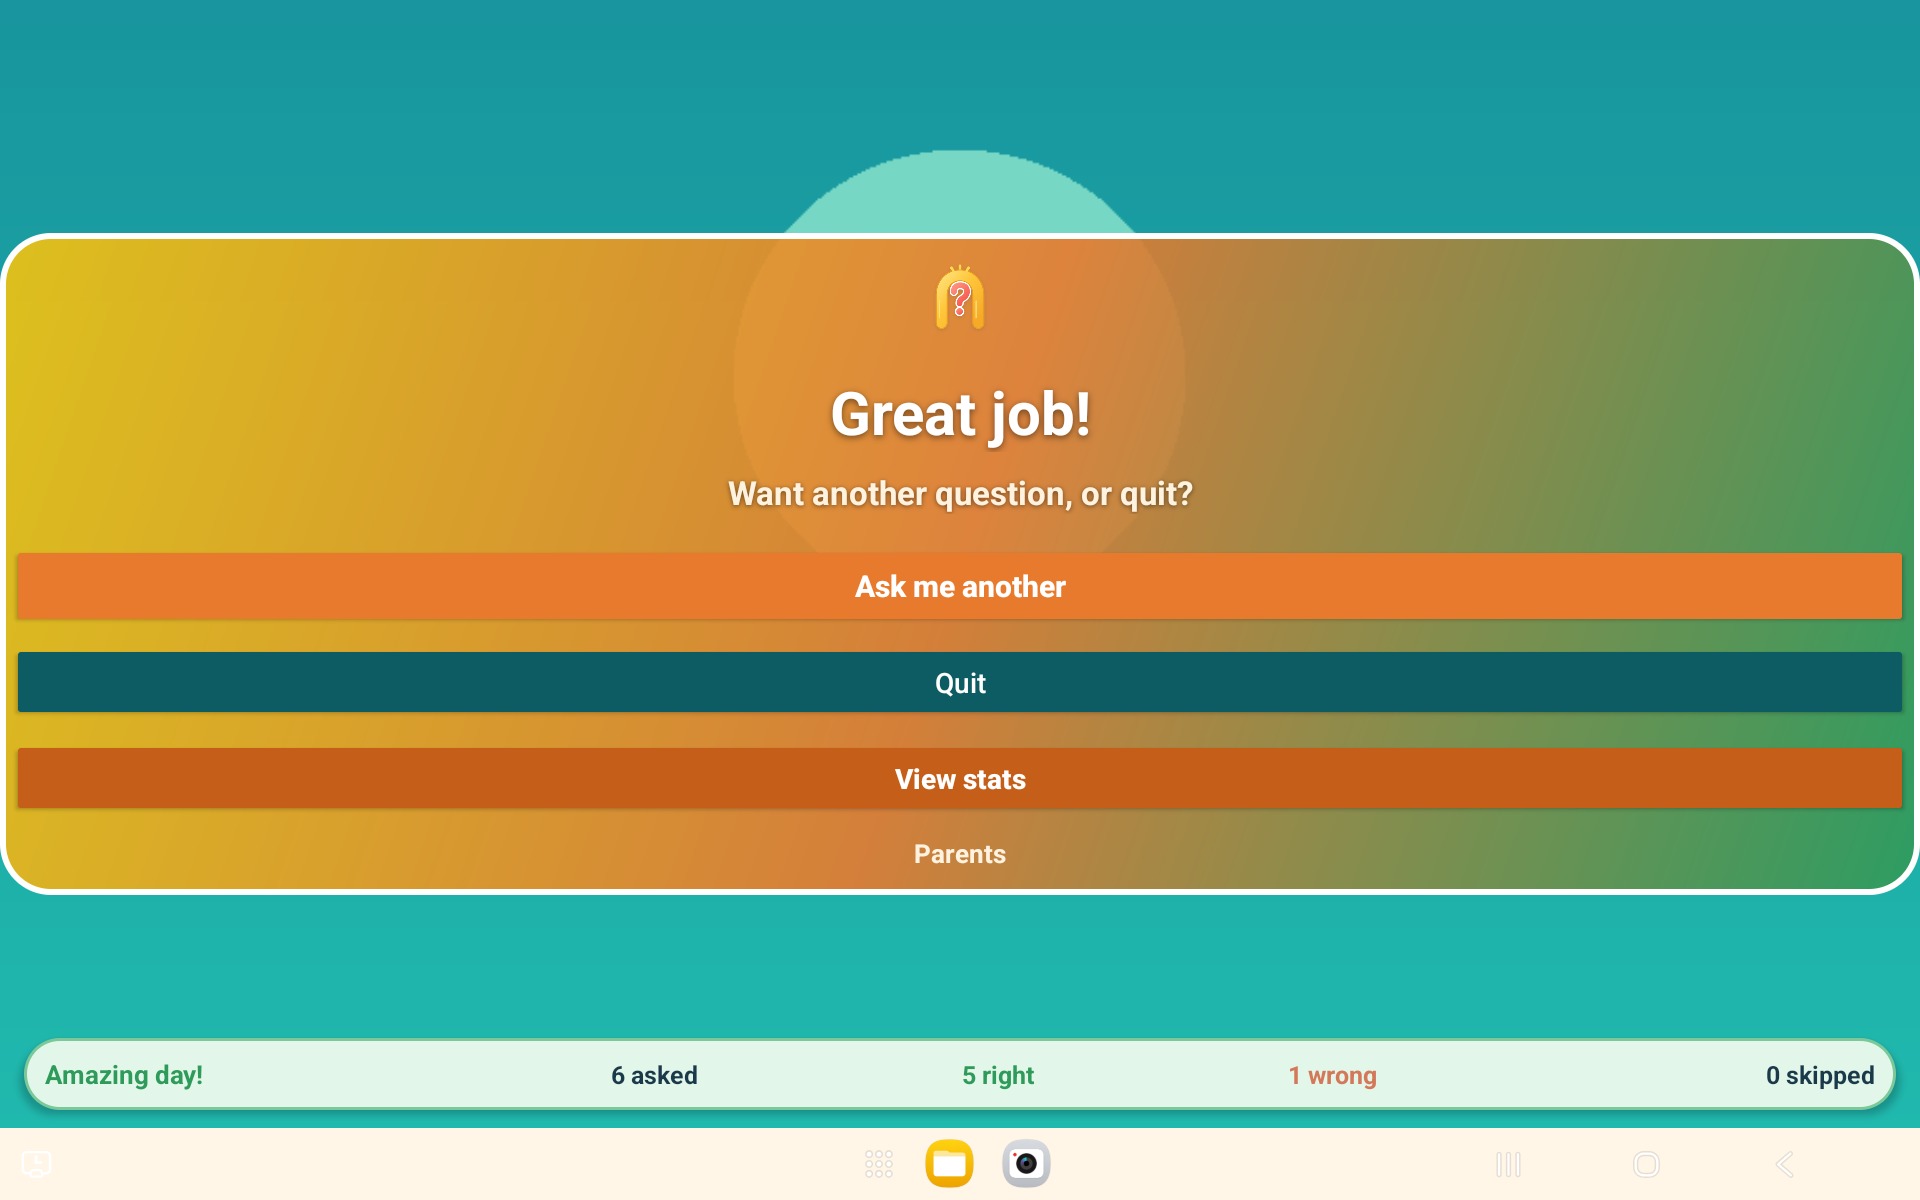 ?
Great job!
Want another question, or quit?
Ask me another
Quit
View stats
Parents
Amazing day! 6 asked 5 right 1 wrong 0 skipped